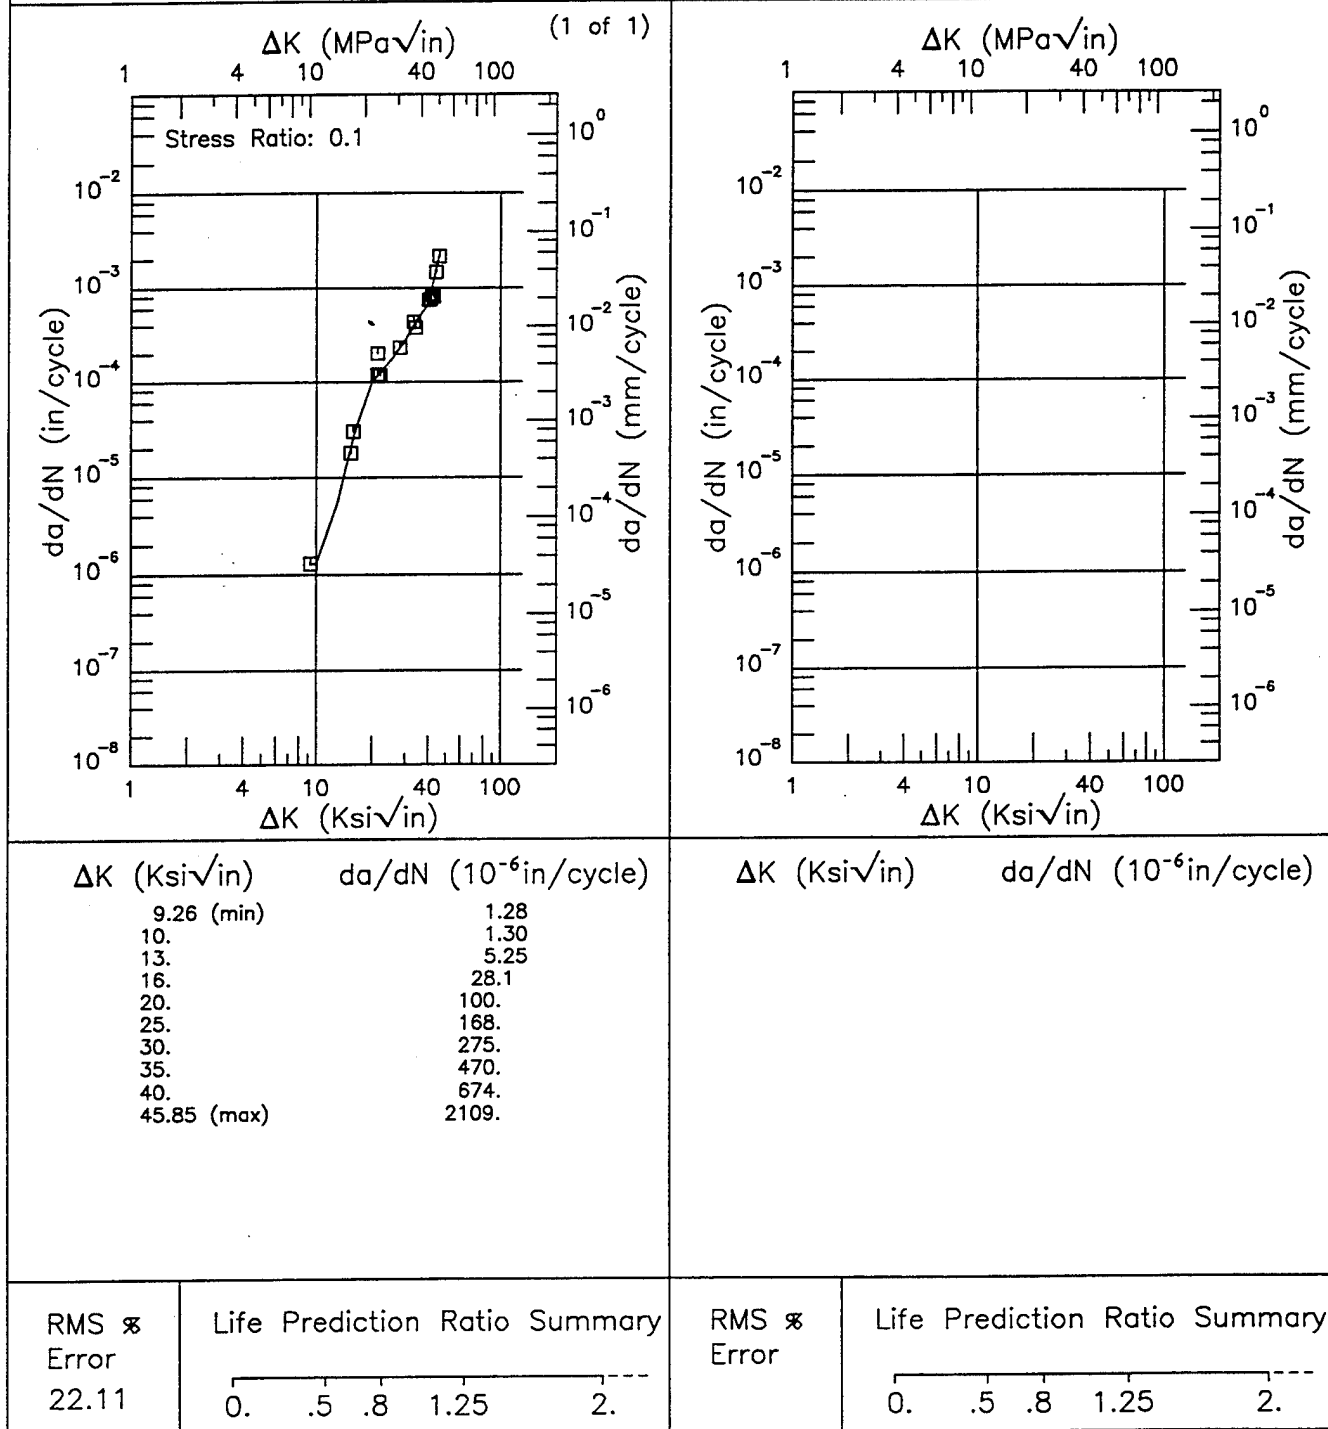 (1 of 1)
ΔK (MPa√in)
1 4 10 40 100
Stress Ratio: 0.1
10⁰
10⁻²
10⁻¹
10⁻³
10⁻²
10⁻⁴
10⁻³
10⁻⁵
10⁻⁴
10⁻⁶
10⁻⁵
10⁻⁷
10⁻⁶
10⁻⁸
da/dN (in/cycle)
da/dN (mm/cycle)
1 4 10 40 100
ΔK (Ksi√in)
ΔK (MPa√in)
1 4 10 40 100
10⁰
10⁻²
10⁻¹
10⁻³
10⁻²
10⁻⁴
10⁻³
10⁻�5
10⁻⁴
10⁻⁶
10⁻⁵
10⁻⁷
10⁻⁶
10⁻⁸
da/dN (in/cycle)
da/dN (mm/cycle)
1 4 10 40 100
ΔK (Ksi√in)
ΔK (Ksi√in) da/dN (10⁻⁶in/cycle)
9.26 (min) 1.28
10. 1.30
13. 5.25
16. 28.1
20. 100.
25. 168.
30. 275.
35. 470.
40. 674.
45.85 (max) 2109.
ΔK (Ksi√in) da/dN (10⁻⁶in/cycle)
RMS %
Error
22.11
Life Prediction Ratio Summary
0. .5 .8 1.25 2.
RMS %
Error
Life Prediction Ratio Summary
0. .5 .8 1.25 2.